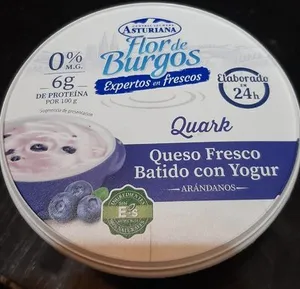 CENTRAL LECHERA
ASTURIANA
Flor de
Burgos
Expertos en frescos
0%
M.G.
6g
DE PROTEÍNA
POR 100 g
Elaborado
EN
24h
Quark
Queso Fresco
Batido con Yogur
ARÁNDANOS